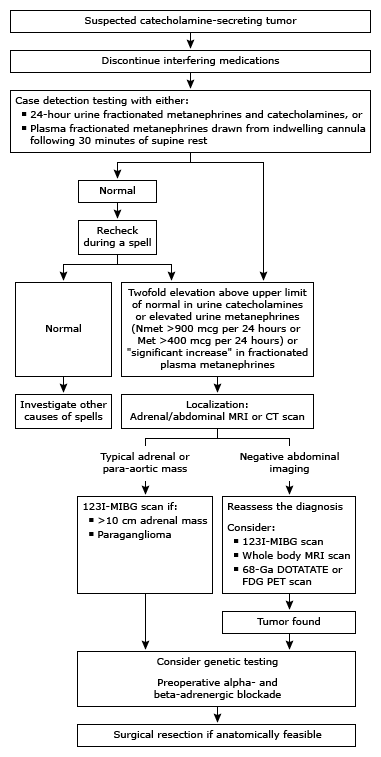 Suspected catecholamine-secreting tumor
Discontinue interfering medications
Case detection testing with either:
▪ 24-hour urine fractionated metanephrines and catecholamines, or
▪ Plasma fractionated metanephrines drawn from indwelling cannula
following 30 minutes of supine rest
Normal
Recheck
during a spell
Normal
Twofold elevation above upper limit
of normal in urine catecholamines
or elevated urine metanephrines
(Nmet >900 mcg per 24 hours or
Met >400 mcg per 24 hours) or
"significant increase" in fractionated
plasma metanephrines
Investigate other
causes of spells
Localization:
Adrenal/abdominal MRI or CT scan
Typical adrenal or
para-aortic mass
Negative abdominal
imaging
123I-MIBG scan if:
▪ >10 cm adrenal mass
▪ Paraganglioma
Reassess the diagnosis
Consider:
▪ 123I-MIBG scan
▪ Whole body MRI scan
▪ 68-Ga DOTATATE or
FDG PET scan
Tumor found
Consider genetic testing
Preoperative alpha- and
beta-adrenergic blockade
Surgical resection if anatomically feasible